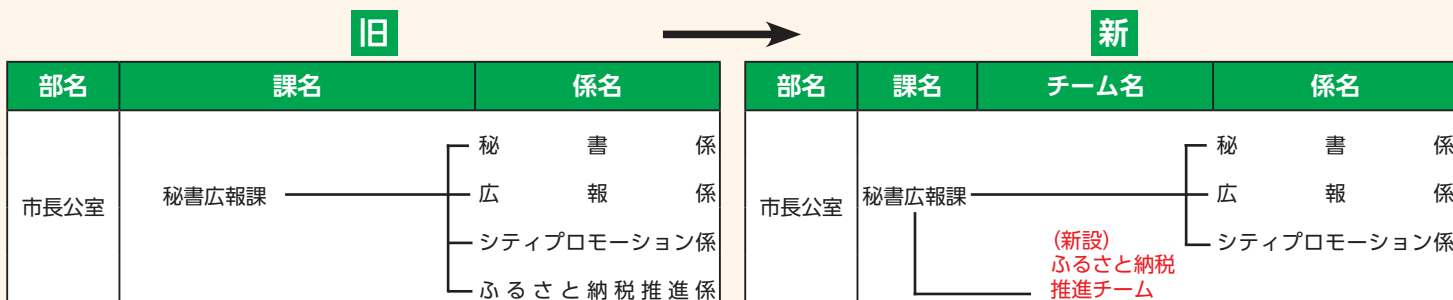 旧
新
部名 課名 係名
部名 課名 チーム名 係名
市長公室 秘書広報課
秘書係
広報係
シティプロモーション係
ふるさと納税推進係
市長公室 秘書広報課
秘書係
広報係
シティプロモーション係
(新設)
ふるさと納税
推進チーム